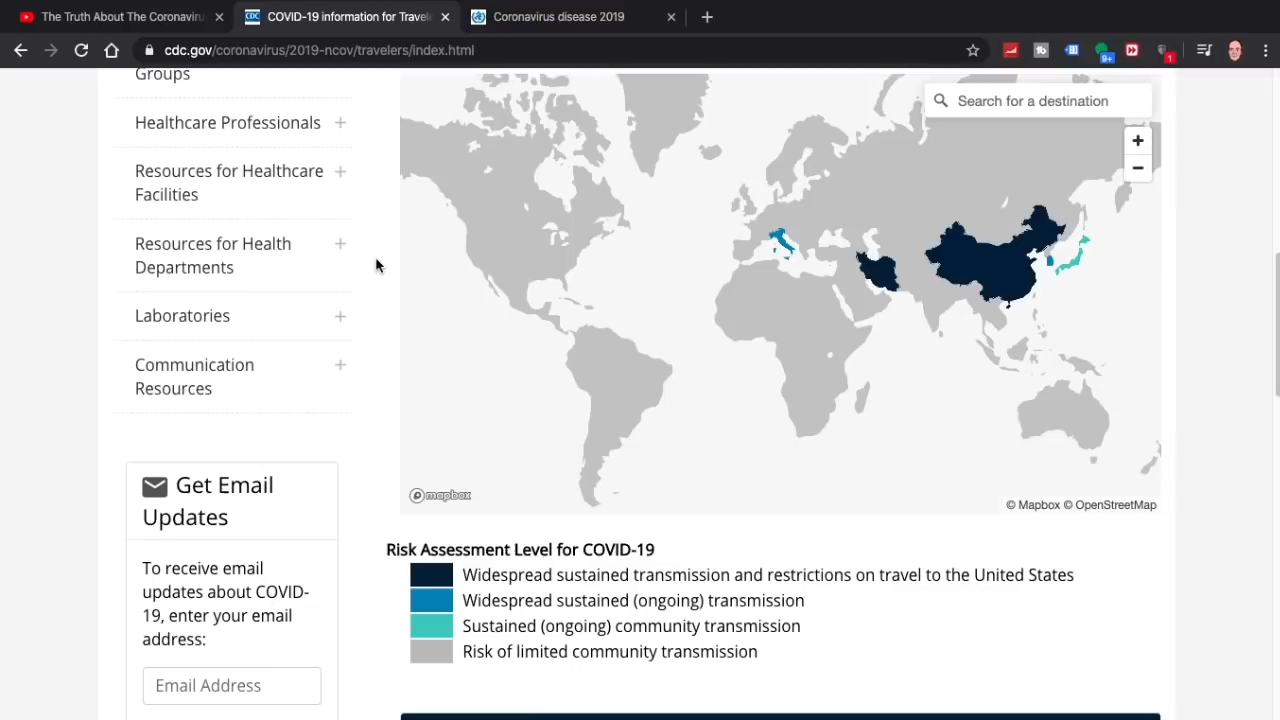 The Truth About The Coronaviru
COVID-19 information for Travele
Coronavirus disease 2019
cdc.gov/coronavirus/2019-ncov/travelers/index.html
9+
1
Groups
Healthcare Professionals
Resources for Healthcare
Facilities
Resources for Health
Departments
Laboratories
Communication
Resources
Get Email
Updates
To receive email
updates about COVID-
19, enter your email
address:
Email Address
Search for a destination
mapbox
© Mapbox © OpenStreetMap
Risk Assessment Level for COVID-19
Widespread sustained transmission and restrictions on travel to the United States
Widespread sustained (ongoing) transmission
Sustained (ongoing) community transmission
Risk of limited community transmission